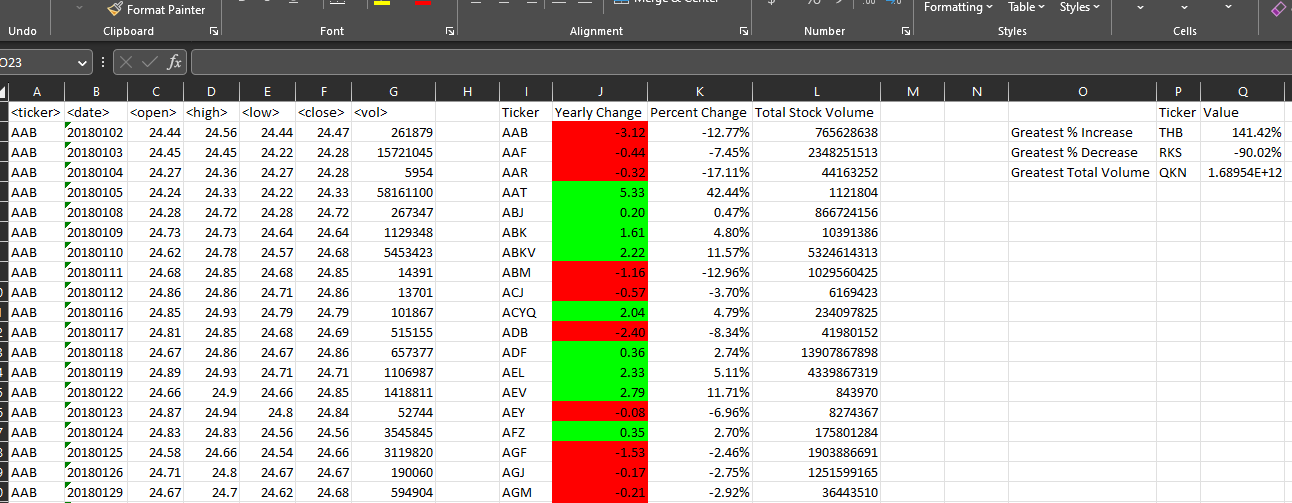 Format Painter Merge & Center $ % Formatting Table Styles
Undo Clipboard Font Alignment Number Styles Cells
O23 fx
A B C D E F G H I J K L M N O P Q
<ticker> <date> <open> <high> <low> <close> <vol> Ticker Yearly Change Percent Change Total Stock Volume Ticker Value
AAB 20180102 24.44 24.56 24.44 24.47 261879 AAB -3.12 -12.77% 765628638 Greatest % Increase THB 141.42%
AAB 20180103 24.45 24.45 24.22 24.28 15721045 AAF -0.44 -7.45% 2348251513 Greatest % Decrease RKS -90.02%
AAB 20180104 24.27 24.36 24.27 24.28 5954 AAR -0.32 -17.11% 44163252 Greatest Total Volume QKN 1.68954E+12
AAB 20180105 24.24 24.33 24.22 24.33 58161100 AAT 5.33 42.44% 1121804
AAB 20180108 24.28 24.72 24.28 24.72 267347 ABJ 0.20 0.47% 866724156
AAB 20180109 24.73 24.73 24.64 24.64 1129348 ABK 1.61 4.80% 10391386
AAB 20180110 24.62 24.78 24.57 24.68 5453423 ABKV 2.22 11.57% 5324614313
AAB 20180111 24.68 24.85 24.68 24.85 14391 ABM -1.16 -12.96% 1029560425
AAB 20180112 24.86 24.86 24.71 24.86 13701 ACJ -0.57 -3.70% 6169423
AAB 20180116 24.85 24.93 24.79 24.79 101867 ACYQ 2.04 4.79% 234097825
AAB 20180117 24.81 24.85 24.68 24.69 515155 ADB -2.40 -8.34% 41980152
AAB 20180118 24.67 24.86 24.67 24.86 657377 ADF 0.36 2.74% 13907867898
AAB 20180119 24.89 24.93 24.71 24.71 1106987 AEL 2.33 5.11% 4339867319
AAB 20180122 24.66 24.9 24.66 24.85 1418811 AEV 2.79 11.71% 843970
AAB 20180123 24.87 24.94 24.8 24.84 52744 AEY -0.08 -6.96% 8274367
AAB 20180124 24.83 24.83 24.56 24.56 3545845 AFZ 0.35 2.70% 175801284
AAB 20180125 24.58 24.66 24.54 24.66 3119820 AGF -1.53 -2.46% 1903886691
AAB 20180126 24.71 24.8 24.67 24.67 190060 AGJ -0.17 -2.75% 1251599165
AAB 20180129 24.67 24.7 24.62 24.68 594904 AGM -0.21 -2.92% 36443510